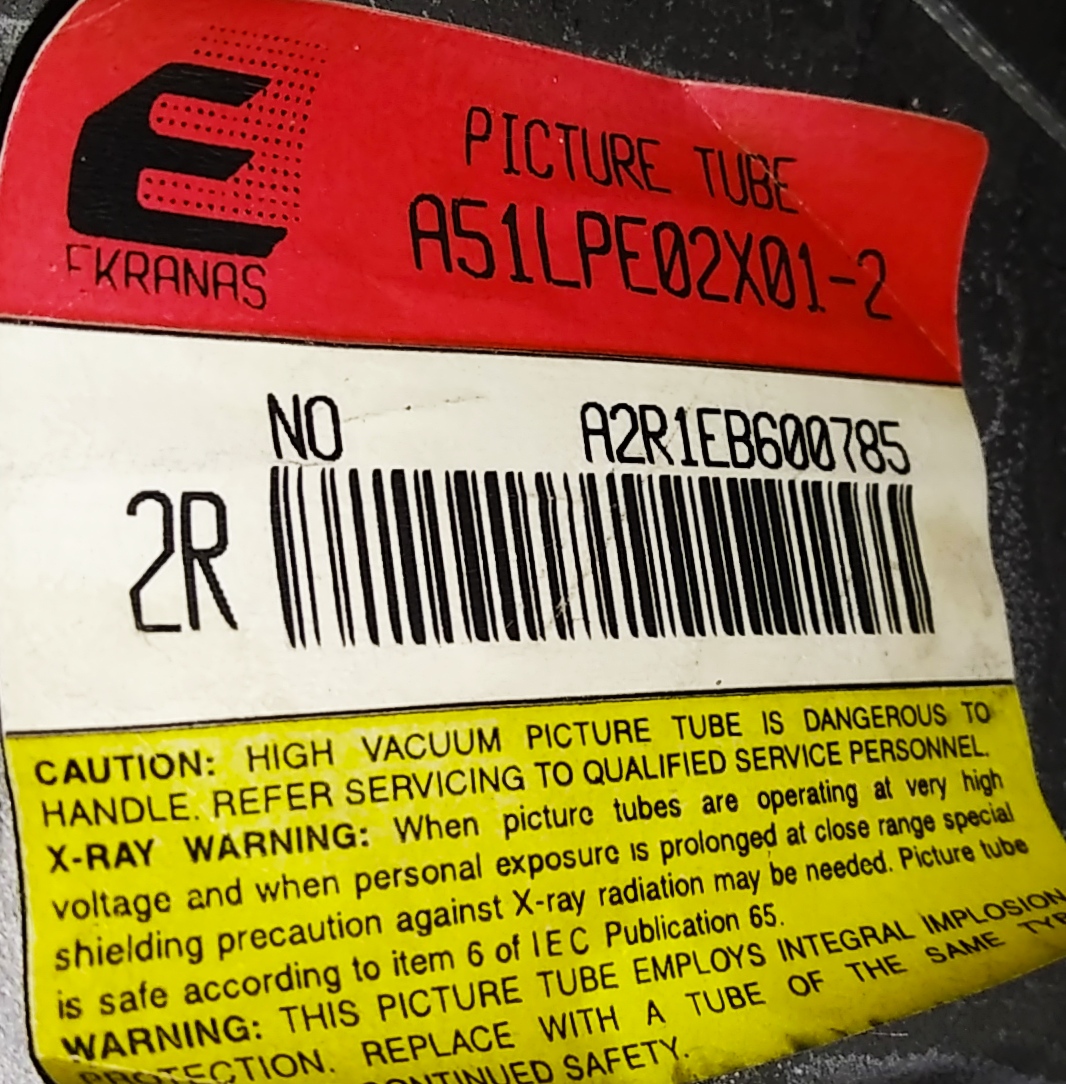 EKRANAS
PICTURE TUBE
A51LPE02X01-2
NO A2R1EB600785
2R
CAUTION: HIGH VACUUM PICTURE TUBE IS DANGEROUS TO
HANDLE. REFER SERVICING TO QUALIFIED SERVICE PERSONNEL.
X-RAY WARNING: When picture tubes are operating at very high
voltage and when personal exposure is prolonged at close range special
shielding precaution against X-ray radiation may be needed. Picture tube
is safe according to item 6 of IEC Publication 65.
WARNING: THIS PICTURE TUBE EMPLOYS INTEGRAL IMPLOSION
PROTECTION. REPLACE WITH A TUBE OF THE SAME
CONTINUED SAFETY.